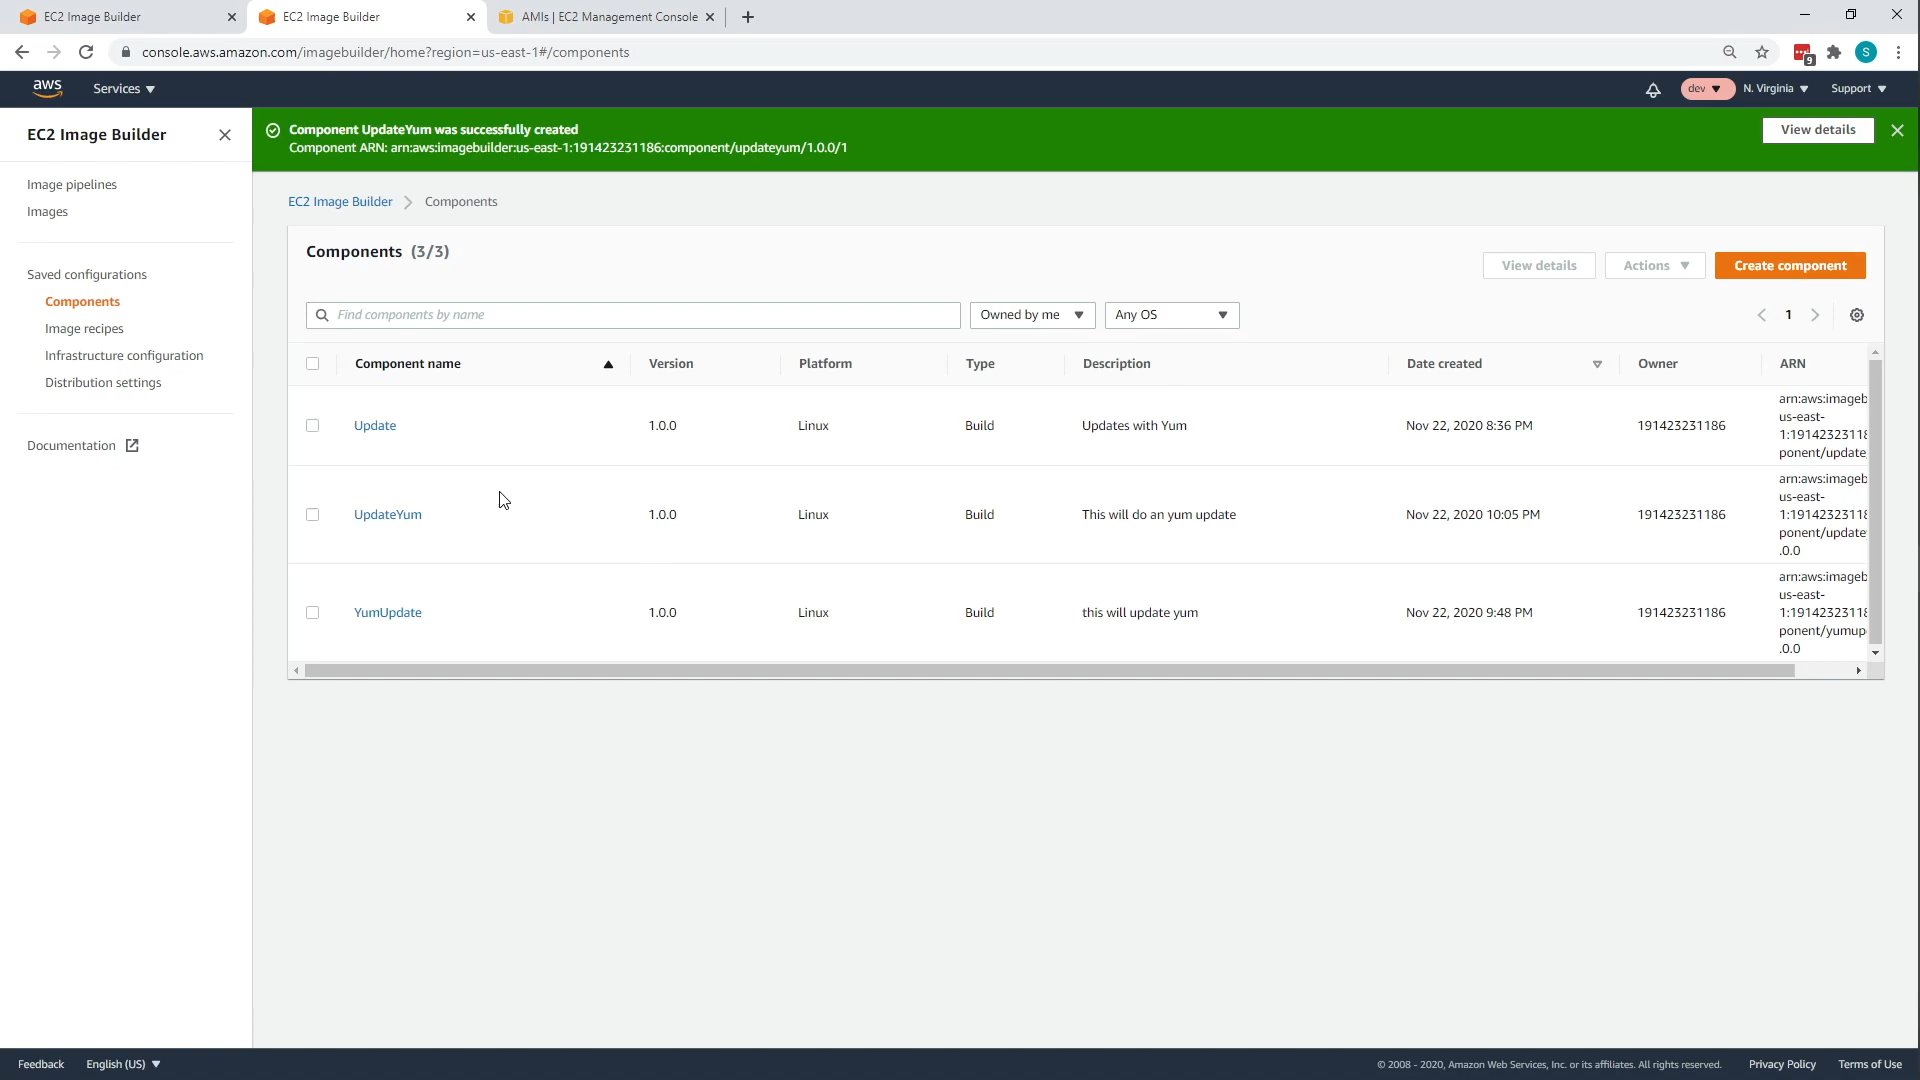 EC2 Image Builder
EC2 Image Builder
AMIs | EC2 Management Console
console.aws.amazon.com/imagebuilder/home?region=us-east-1#/components
9
S
aws
Services
dev
N. Virginia
Support
EC2 Image Builder
Image pipelines
Images
Saved configurations
Components
Image recipes
Infrastructure configuration
Distribution settings
Documentation
Component UpdateYum was successfully created
Component ARN: arn:aws:imagebuilder:us-east-1:191423231186:component/updateyum/1.0.0/1
View details
EC2 Image Builder
Components
Components (3/3)
View details
Actions
Create component
Find components by name
Owned by me
Any OS
1
Component name
Version
Platform
Type
Description
Date created
Owner
ARN
Update
1.0.0
Linux
Build
Updates with Yum
Nov 22, 2020 8:36 PM
191423231186
arn:aws:imageb
us-east-
1:19142323118
ponent/update
UpdateYum
1.0.0
Linux
Build
This will do an yum update
Nov 22, 2020 10:05 PM
191423231186
arn:aws:imageb
us-east-
1:19142323118
ponent/update
.0.0
YumUpdate
1.0.0
Linux
Build
this will update yum
Nov 22, 2020 9:48 PM
191423231186
arn:aws:imageb
us-east-
1:19142323118
ponent/yumup
.0.0
Feedback
English (US)
© 2008 - 2020, Amazon Web Services, Inc. or its affiliates. All rights reserved.
Privacy Policy
Terms of Use